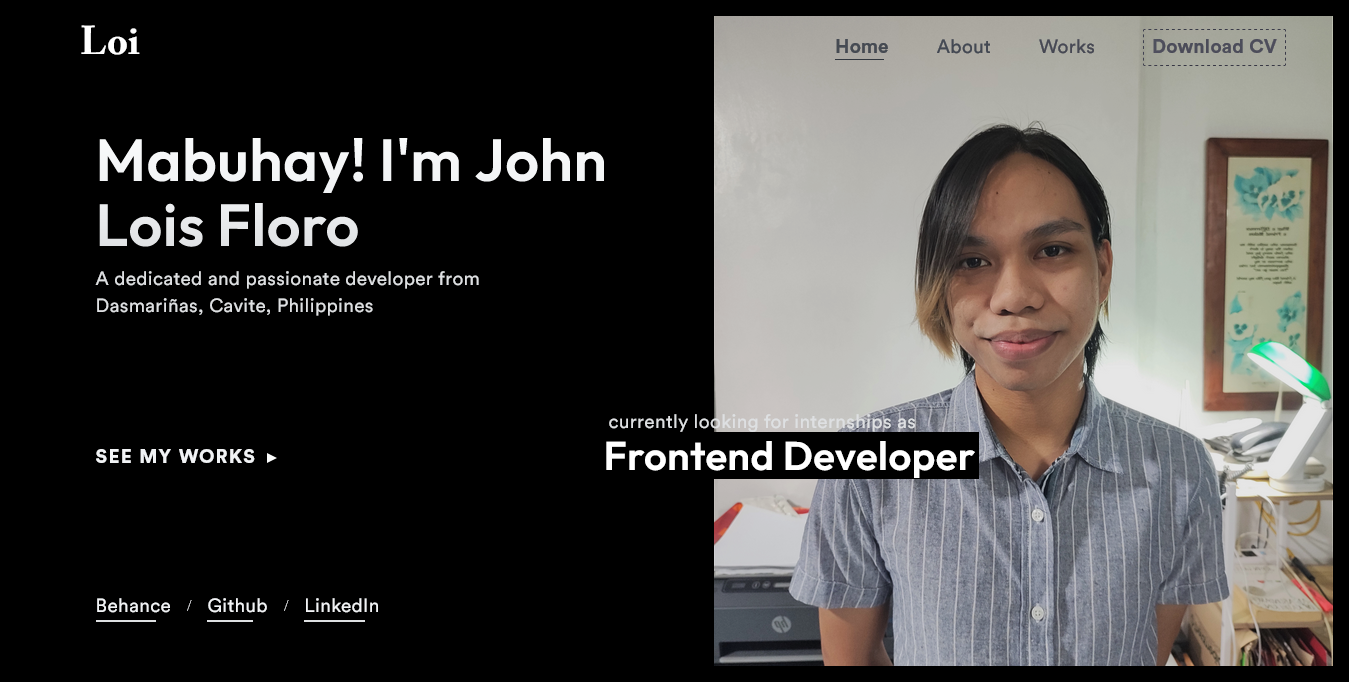 Loi
Home About Works Download CV
Mabuhay! I'm John
Lois Floro
A dedicated and passionate developer from
Dasmariñas, Cavite, Philippines
currently looking for internships as
Frontend Developer
SEE MY WORKS ▸
Behance / Github / LinkedIn
hp